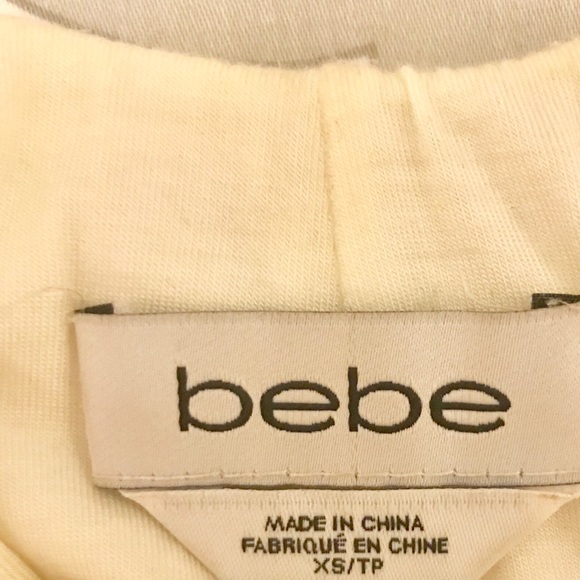 bebe
MADE IN CHINA
FABRIQUÉ EN CHINE
XS/TP